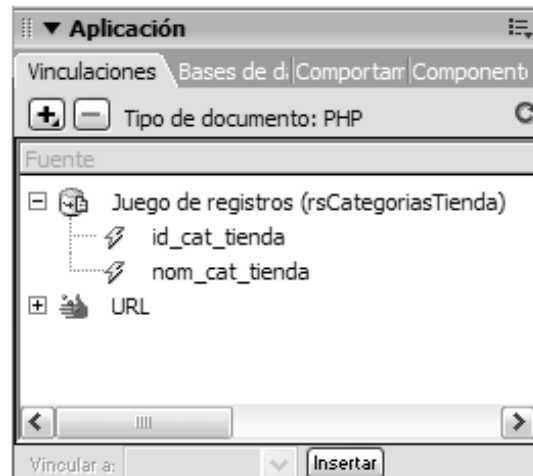 Aplicación
Vinculaciones Bases de d Comportam Component
Tipo de documento: PHP
Fuente
Juego de registros (rsCategoriasTienda)
id_cat_tienda
nom_cat_tienda
URL
Vincular a: Insertar